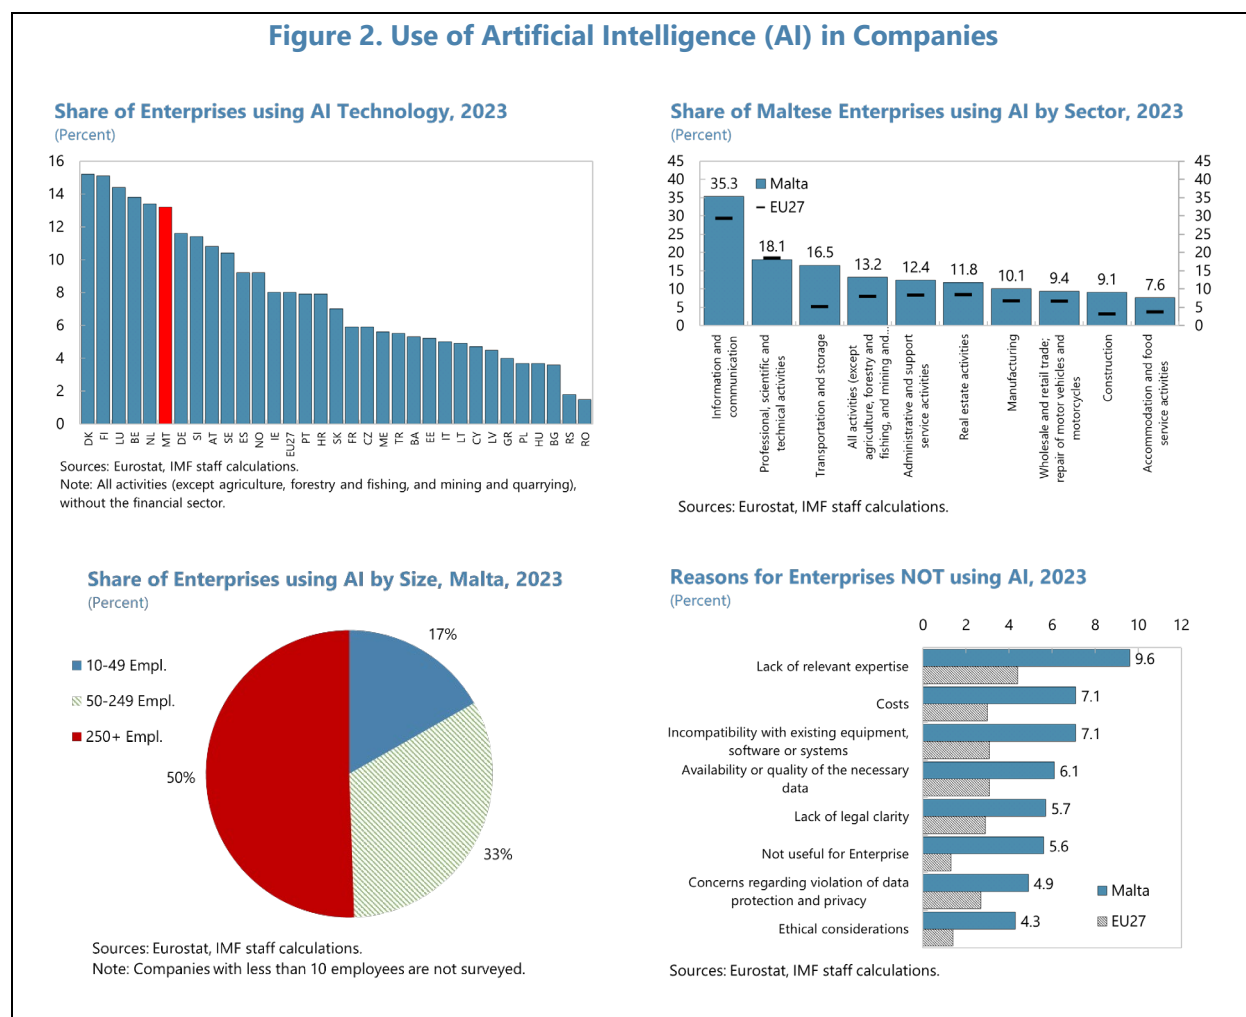 Figure 2. Use of Artificial Intelligence (AI) in Companies
Share of Enterprises using AI Technology, 2023
(Percent)
16
14
12
10
8
6
4
2
0
DK
FI
LU
BE
NL
MT
DE
SI
AT
SE
ES
NO
IE
EU27
PT
HR
SK
FR
CZ
ME
TR
BA
EE
IT
LT
CY
LV
GR
PL
HU
BG
RS
RO
Sources: Eurostat, IMF staff calculations.
Note: All activities (except agriculture, forestry and fishing, and mining and quarrying),
without the financial sector.
Share of Maltese Enterprises using AI by Sector, 2023
(Percent)
45
40
35
30
25
20
15
10
5
0
Malta
EU27
35.3
18.1
16.5
13.2
12.4
11.8
10.1
9.4
9.1
7.6
45
40
35
30
25
20
15
10
5
0
Information and
communication
Professional, scientific and
technical activities
Transportation and storage
All activities (except
agriculture, forestry and
fishing, and mining and...
Administrative and support
service activities
Real estate activities
Manufacturing
Wholesale and retail trade;
repair of motor vehicles and
motorcycles
Construction
Accommodation and food
service activities
Sources: Eurostat, IMF staff calculations.
Share of Enterprises using AI by Size, Malta, 2023
(Percent)
10-49 Empl.
50-249 Empl.
250+ Empl.
17%
50%
33%
Sources: Eurostat, IMF staff calculations.
Note: Companies with less than 10 employees are not surveyed.
Reasons for Enterprises NOT using AI, 2023
(Percent)
0 2 4 6 8 10 12
Lack of relevant expertise
9.6
Costs
7.1
Incompatibility with existing equipment,
software or systems
7.1
Availability or quality of the necessary
data
6.1
Lack of legal clarity
5.7
Not useful for Enterprise
5.6
Concerns regarding violation of data
protection and privacy
4.9
Ethical considerations
4.3
Malta
EU27
Sources: Eurostat, IMF staff calculations.